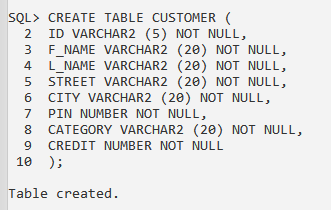 SQL> CREATE TABLE CUSTOMER (
2 ID VARCHAR2 (5) NOT NULL,
3 F_NAME VARCHAR2 (20) NOT NULL,
4 L_NAME VARCHAR2 (20) NOT NULL,
5 STREET VARCHAR2 (20) NOT NULL,
6 CITY VARCHAR2 (20) NOT NULL,
7 PIN NUMBER NOT NULL,
8 CATEGORY VARCHAR2 (20) NOT NULL,
9 CREDIT NUMBER NOT NULL
10 );
Table created.